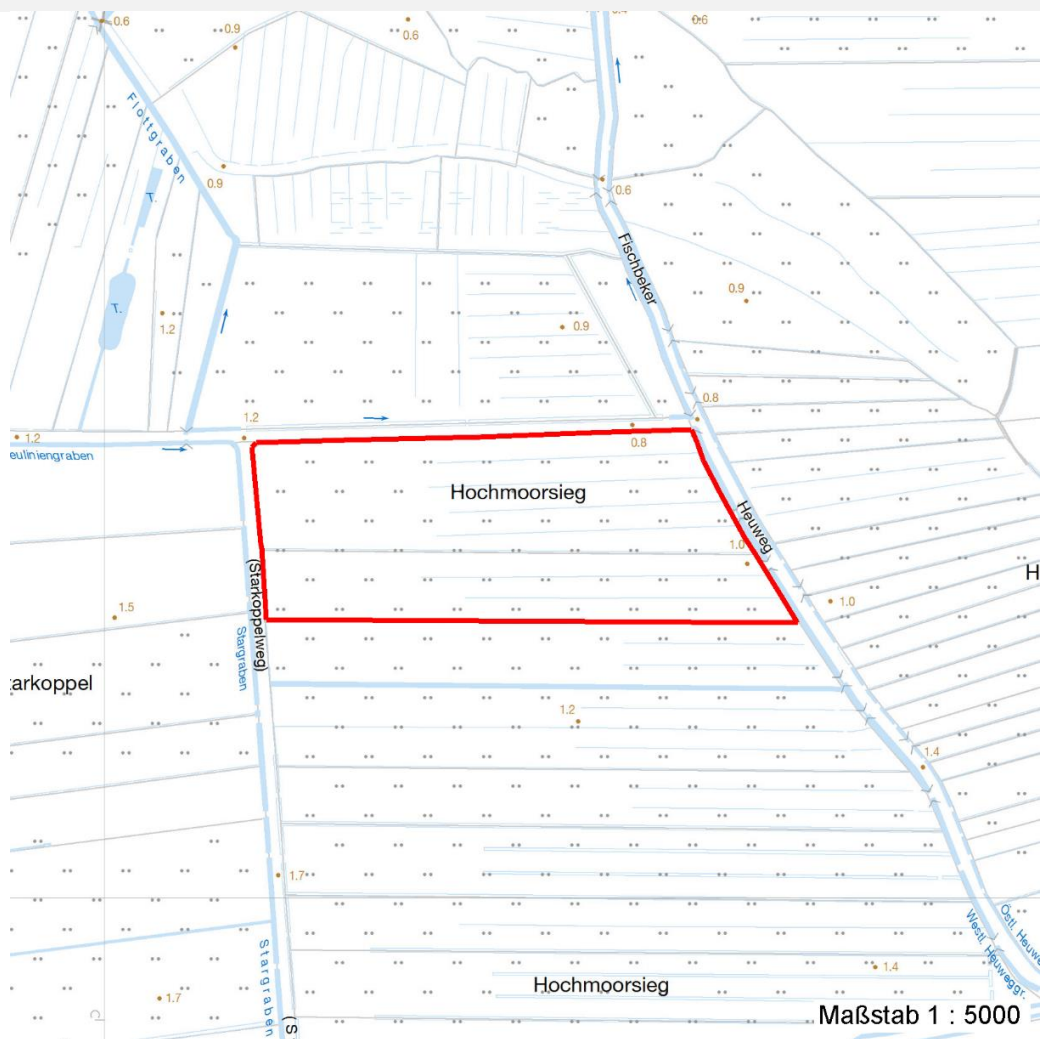 0.6
0.9
0.6
0.6
Flottgraben
0.9
T.
0.6
Fischbeker
T.
1.2
0.9
0.9
1.2
1.2
0.8
0.8
euliniengraben
Hochmoorsieg
Heuweg
1.0
H
1.0
1.5
(Starkoppelweg)
Stargraben
arkoppel
1.2
1.4
1.7
Östl. Heuwe
Westl. Heuweggr.
Stargraben
1.4
Hochmoorsieg
1.7
(S
Maßstab 1 : 5000